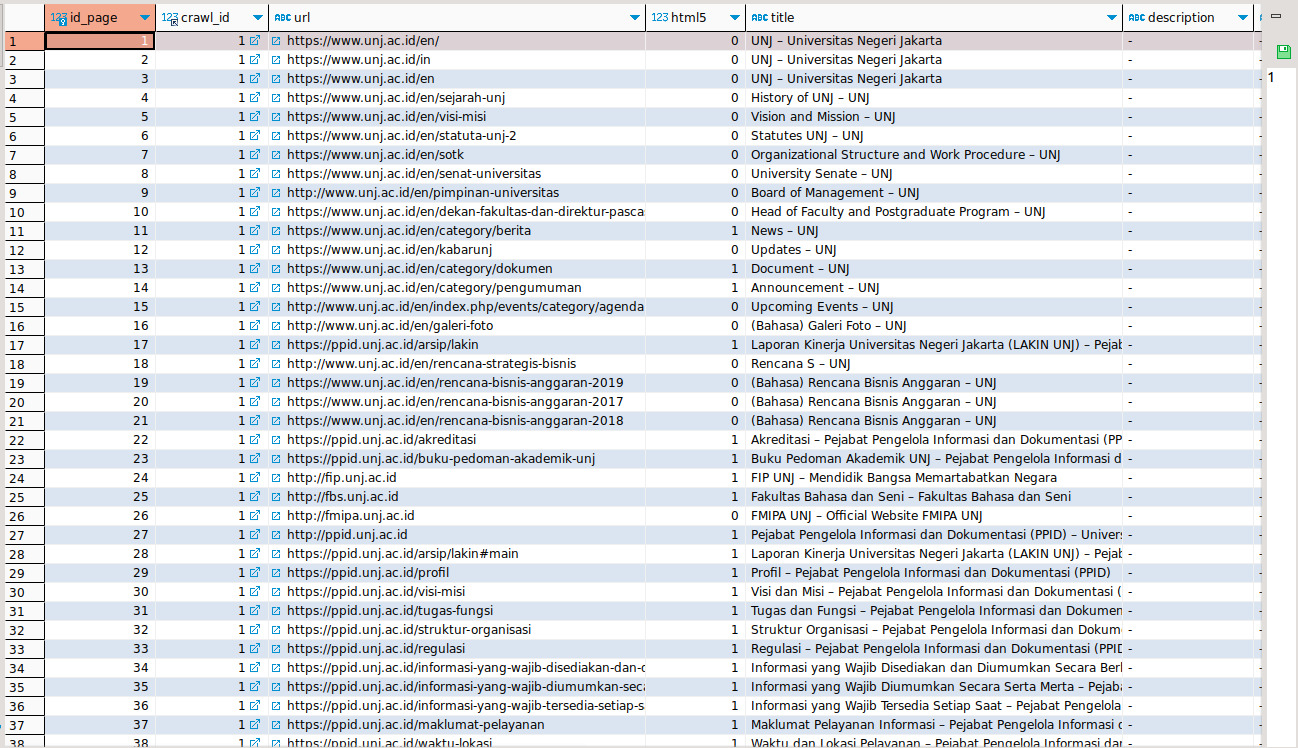 id_page crawl_id url html5 title description
1 1 1 https://www.unj.ac.id/en/ 0 UNJ – Universitas Negeri Jakarta -
1
2 2 1 https://www.unj.ac.id/in 0 UNJ – Universitas Negeri Jakarta -
3 3 1 https://www.unj.ac.id/en 0 UNJ – Universitas Negeri Jakarta -
4 4 1 https://www.unj.ac.id/en/sejarah-unj 0 History of UNJ – UNJ -
5 5 1 https://www.unj.ac.id/en/visi-misi 0 Vision and Mission – UNJ -
6 6 1 https://www.unj.ac.id/en/statuta-unj-2 0 Statutes UNJ – UNJ -
7 7 1 https://www.unj.ac.id/en/sotk 0 Organizational Structure and Work Procedure – UNJ -
8 8 1 https://www.unj.ac.id/en/senat-universitas 0 University Senate – UNJ -
9 9 1 http://www.unj.ac.id/en/pimpinan-universitas 0 Board of Management – UNJ -
10 10 1 https://www.unj.ac.id/en/dekan-fakultas-dan-direktur-pasca 0 Head of Faculty and Postgraduate Program – UNJ -
11 11 1 https://www.unj.ac.id/en/category/berita 1 News – UNJ -
12 12 1 https://www.unj.ac.id/en/kabarunj 0 Updates – UNJ -
13 13 1 https://www.unj.ac.id/en/category/dokumen 1 Document – UNJ -
14 14 1 https://www.unj.ac.id/en/category/pengumuman 1 Announcement – UNJ -
15 15 1 http://www.unj.ac.id/en/index.php/events/category/agenda 0 Upcoming Events – UNJ -
16 16 1 http://www.unj.ac.id/en/galeri-foto 0 (Bahasa) Galeri Foto – UNJ -
17 17 1 https://ppid.unj.ac.id/arsip/lakin 1 Laporan Kinerja Universitas Negeri Jakarta (LAKIN UNJ) – Pejab -
18 18 1 http://www.unj.ac.id/en/rencana-strategis-bisnis 0 Rencana S – UNJ -
19 19 1 https://www.unj.ac.id/en/rencana-bisnis-anggaran-2019 0 (Bahasa) Rencana Bisnis Anggaran – UNJ -
20 20 1 https://www.unj.ac.id/en/rencana-bisnis-anggaran-2017 0 (Bahasa) Rencana Bisnis Anggaran – UNJ -
21 21 1 https://www.unj.ac.id/en/rencana-bisnis-anggaran-2018 0 (Bahasa) Rencana Bisnis Anggaran – UNJ -
22 22 1 https://ppid.unj.ac.id/akreditasi 1 Akreditasi – Pejabat Pengelola Informasi dan Dokumentasi (PP -
23 23 1 https://ppid.unj.ac.id/buku-pedoman-akademik-unj 1 Buku Pedoman Akademik UNJ – Pejabat Pengelola Informasi d -
24 24 1 http://fip.unj.ac.id 1 FIP UNJ – Mendidik Bangsa Memartabatkan Negara -
25 25 1 http://fbs.unj.ac.id 1 Fakultas Bahasa dan Seni – Fakultas Bahasa dan Seni -
26 26 1 http://fmipa.unj.ac.id 0 FMIPA UNJ – Official Website FMIPA UNJ -
27 27 1 http://ppid.unj.ac.id 1 Pejabat Pengelola Informasi dan Dokumentasi (PPID) – Univers -
28 28 1 https://ppid.unj.ac.id/arsip/lakin#main 1 Laporan Kinerja Universitas Negeri Jakarta (LAKIN UNJ) – Pejab -
29 29 1 https://ppid.unj.ac.id/profil 1 Profil – Pejabat Pengelola Informasi dan Dokumentasi (PPID) -
30 30 1 https://ppid.unj.ac.id/visi-misi 1 Visi dan Misi – Pejabat Pengelola Informasi dan Dokumentasi ( -
31 31 1 https://ppid.unj.ac.id/tugas-fungsi 1 Tugas dan Fungsi – Pejabat Pengelola Informasi dan Dokumen -
32 32 1 https://ppid.unj.ac.id/struktur-organisasi 1 Struktur Organisasi – Pejabat Pengelola Informasi dan Dokum -
33 33 1 https://ppid.unj.ac.id/regulasi 1 Regulasi – Pejabat Pengelola Informasi dan Dokumentasi (PPID -
34 34 1 https://ppid.unj.ac.id/informasi-yang-wajib-disediakan-dan-d 1 Informasi yang Wajib Disediakan dan Diumumkan Secara Berl -
35 35 1 https://ppid.unj.ac.id/informasi-yang-wajib-diumumkan-seca 1 Informasi yang Wajib Diumumkan Secara Serta Merta – Pejaba -
36 36 1 https://ppid.unj.ac.id/informasi-yang-wajib-tersedia-setiap-s 1 Informasi yang Wajib Tersedia Setiap Saat – Pejabat Pengelola -
37 37 1 https://ppid.unj.ac.id/maklumat-pelayanan 1 Maklumat Pelayanan Informasi – Pejabat Pengelola Informasi d -
38 38 1 https://ppid.unj.ac.id/waktu-lokasi 1 Waktu dan Lokasi Pelayanan – Pejabat Pengelola Informasi dan -